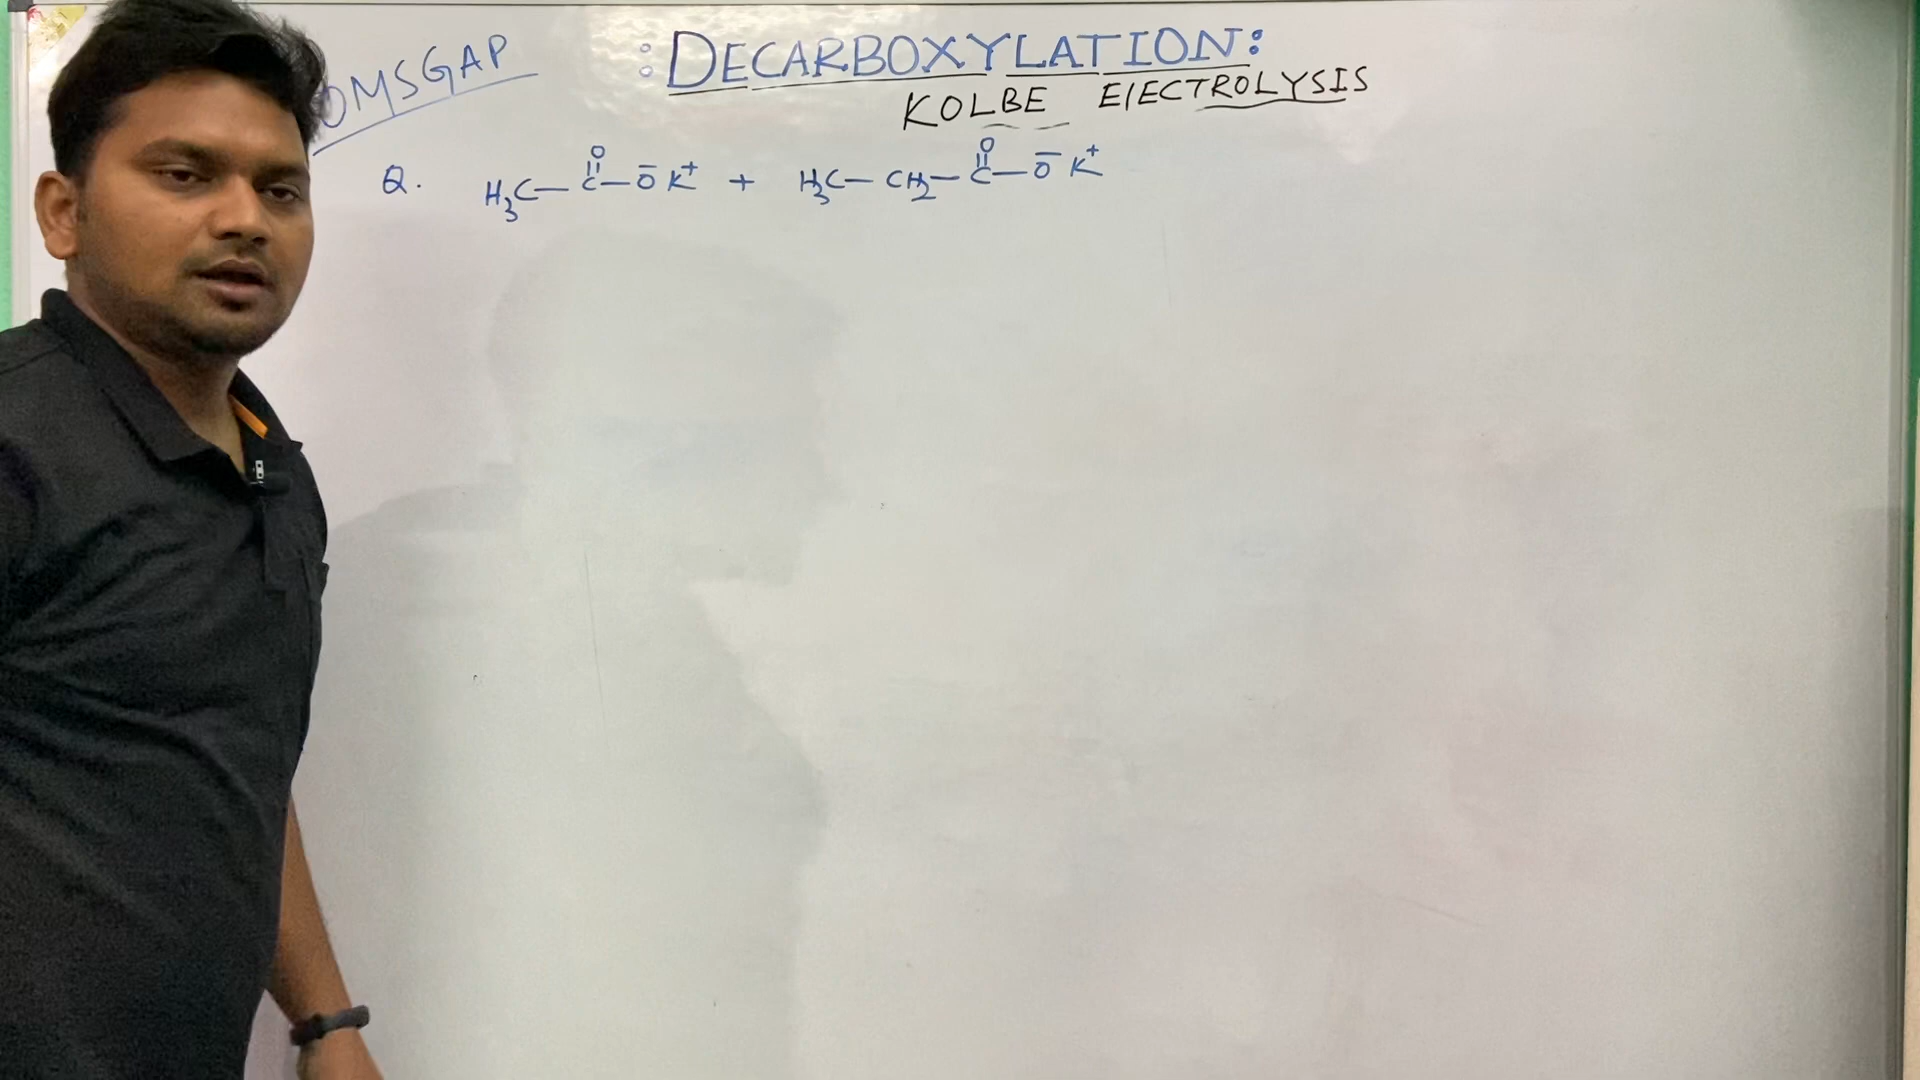 OMSGAP
:DECARBOXYLATION:
KOLBE ElECTROLYSIS
Q. H₃C—C(=O)—O⁻ K⁺ + H₃C—CH₂—C(=O)—O⁻ K⁺